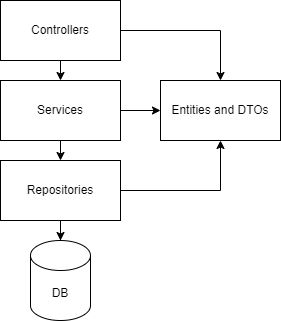 Controllers
Services
Entities and DTOs
Repositories
DB